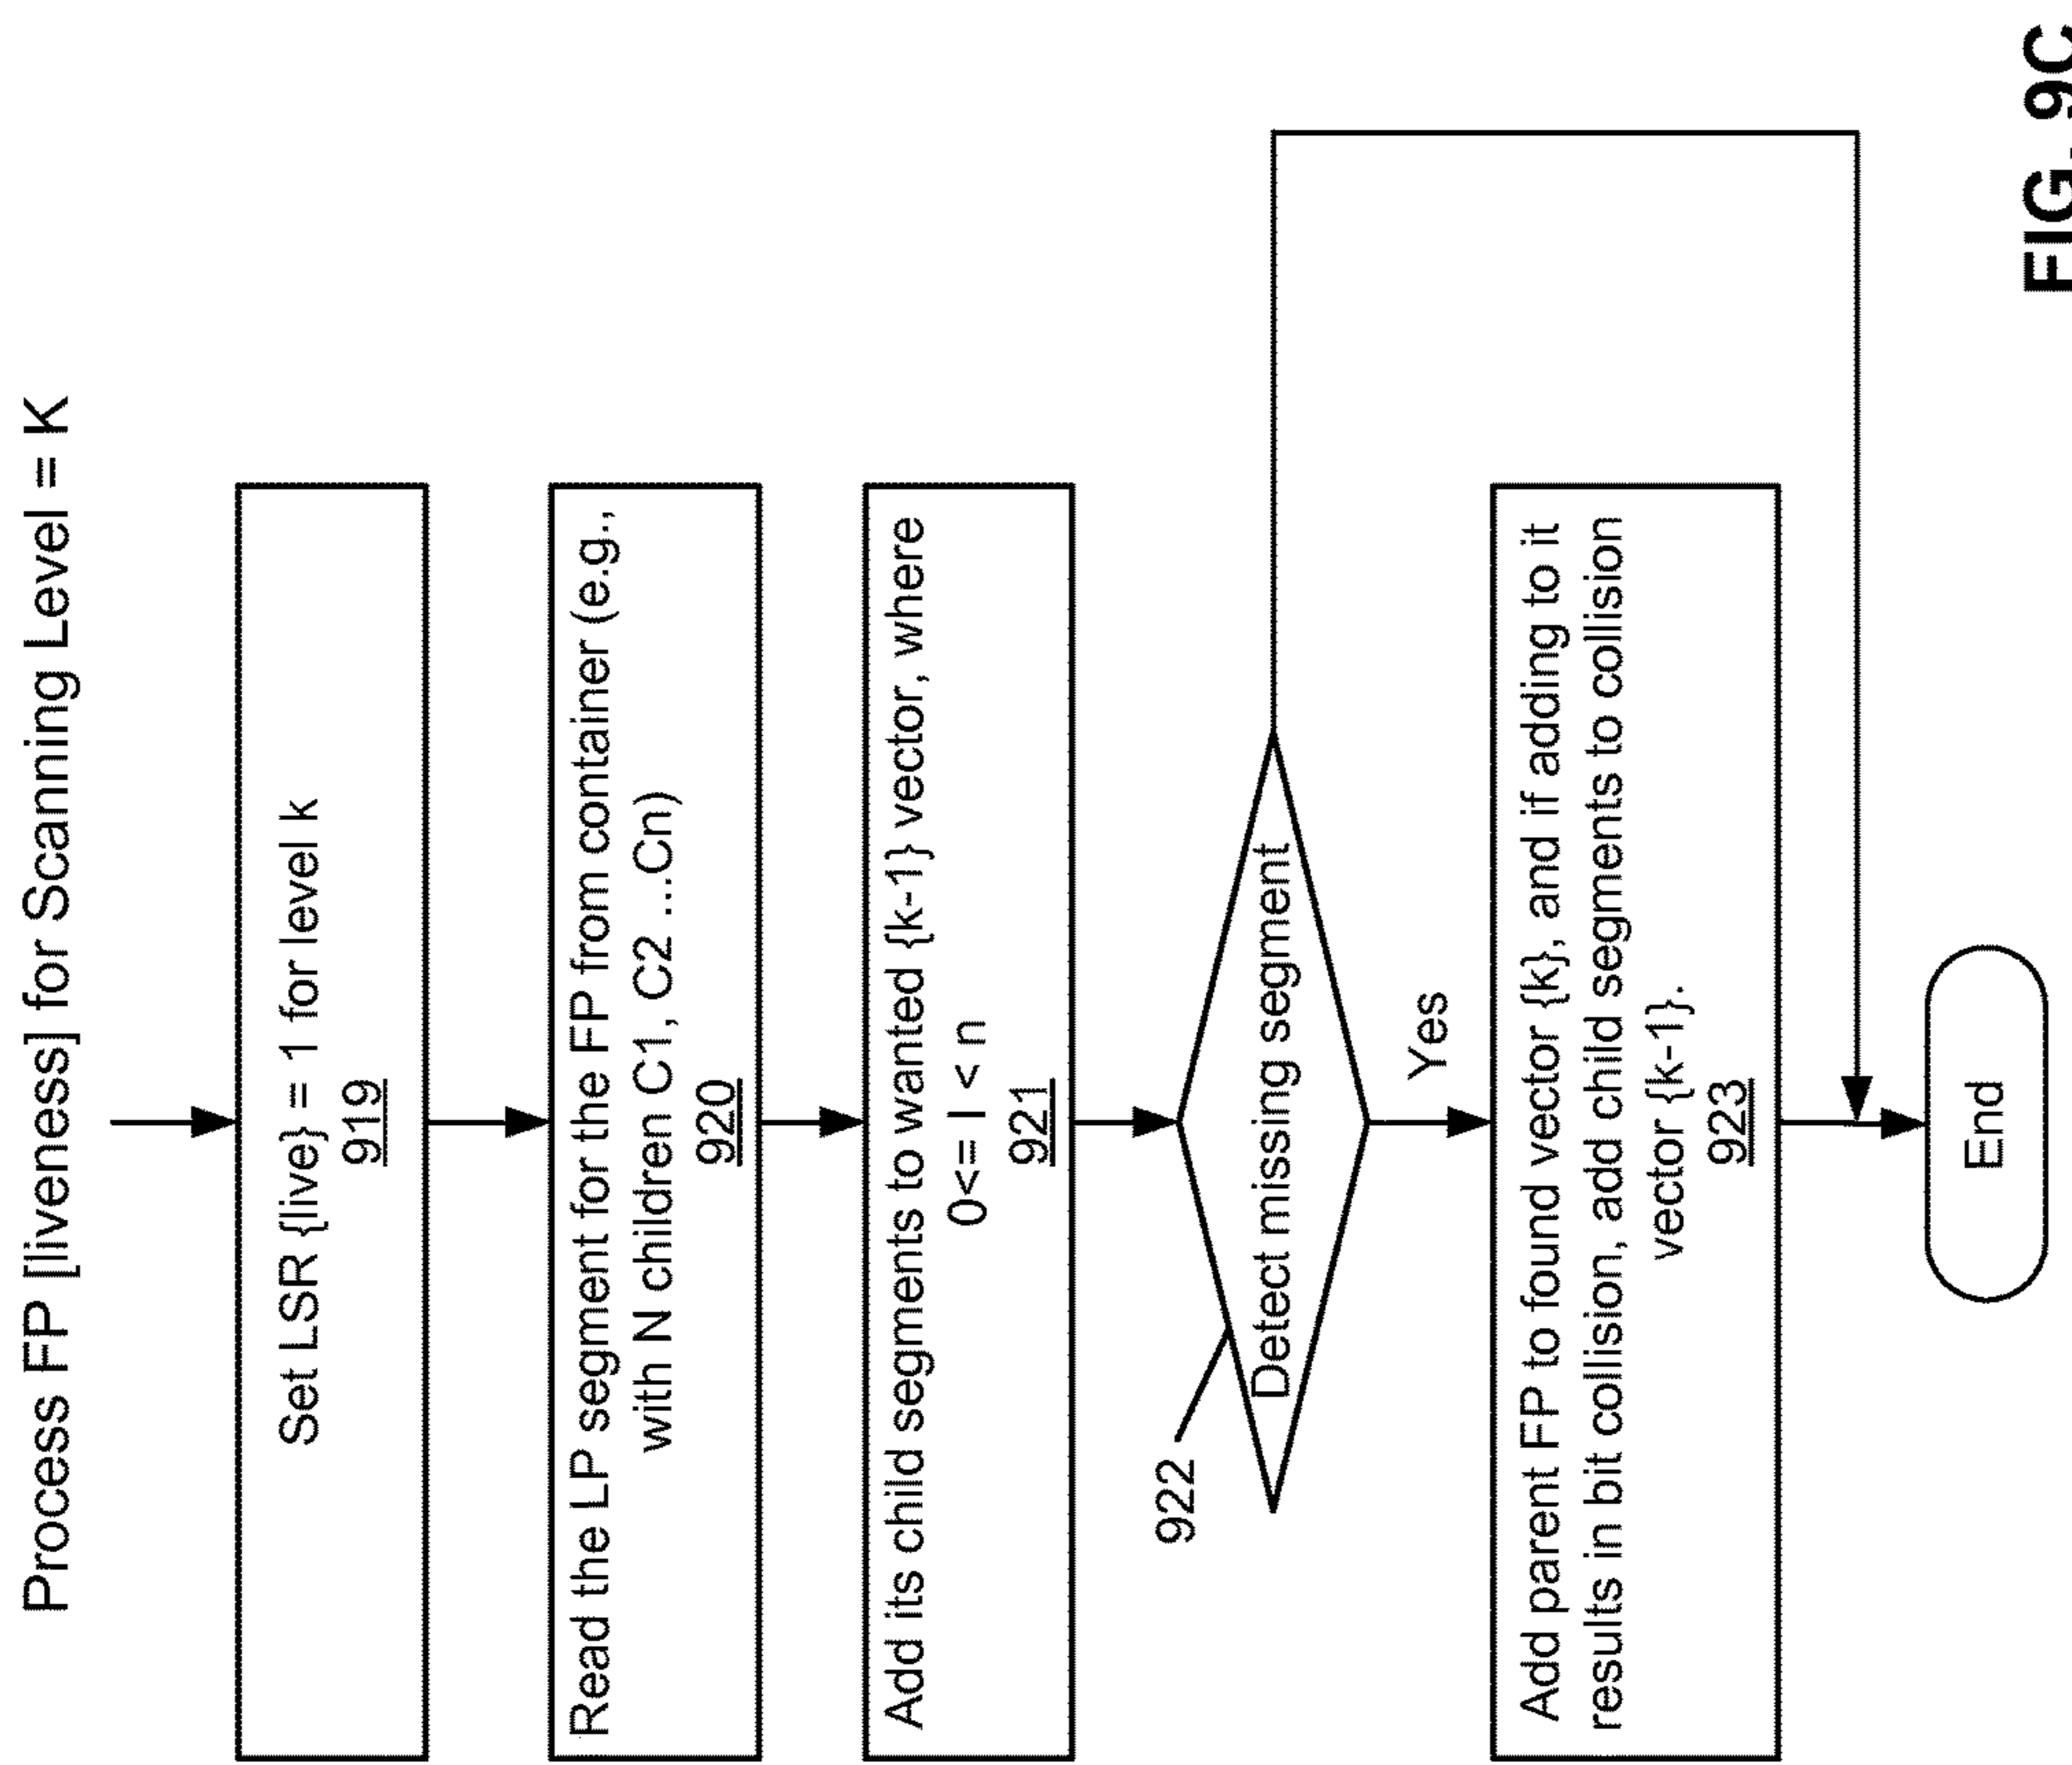 Process FP [liveness] for Scanning Level = K
Set LSR {live} = 1 for level k
919
Read the LP segment for the FP from container (e.g.,
with N children C1, C2 ...Cn)
920
Add its child segments to wanted {k-1} vector, where
0<= I < n
921
922
Detect missing segment
Yes
Add parent FP to found vector {k}, and if adding to it
results in bit collision, add child segments to collision
vector {k-1}.
923
End
FIG. 9C